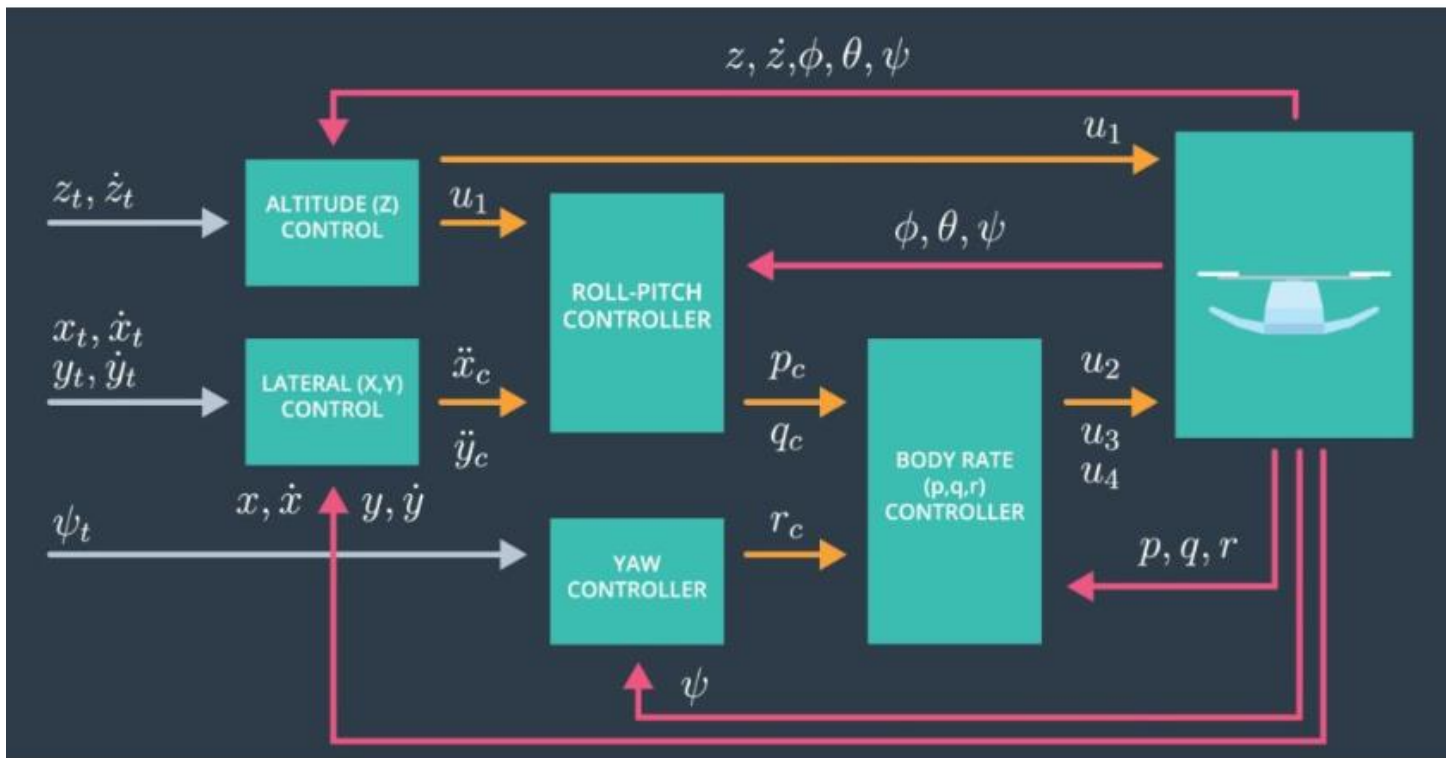 z, ż, ϕ, θ, ψ
u₁
z_t, ż_t
ALTITUDE (Z)
CONTROL
u₁
ϕ, θ, ψ
ROLL-PITCH
CONTROLLER
x_t, ẋ_t
y_t, ẏ_t
LATERAL (X,Y)
CONTROL
ẍ_c
ÿ_c
p_c
q_c
BODY RATE
(p,q,r)
CONTROLLER
u₂
u₃
u₄
x, ẋ
y, ẏ
ψ_t
YAW
CONTROLLER
r_c
p, q, r
ψ